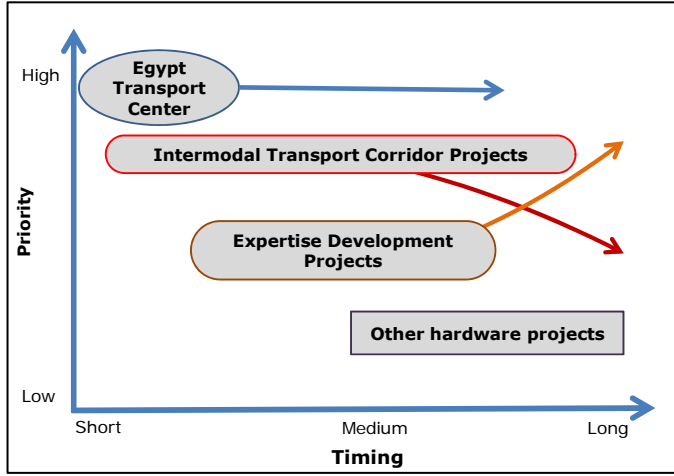 High
Egypt
Transport
Center
Intermodal Transport Corridor Projects
Priority
Expertise Development
Projects
Other hardware projects
Low
Short
Medium
Long
Timing